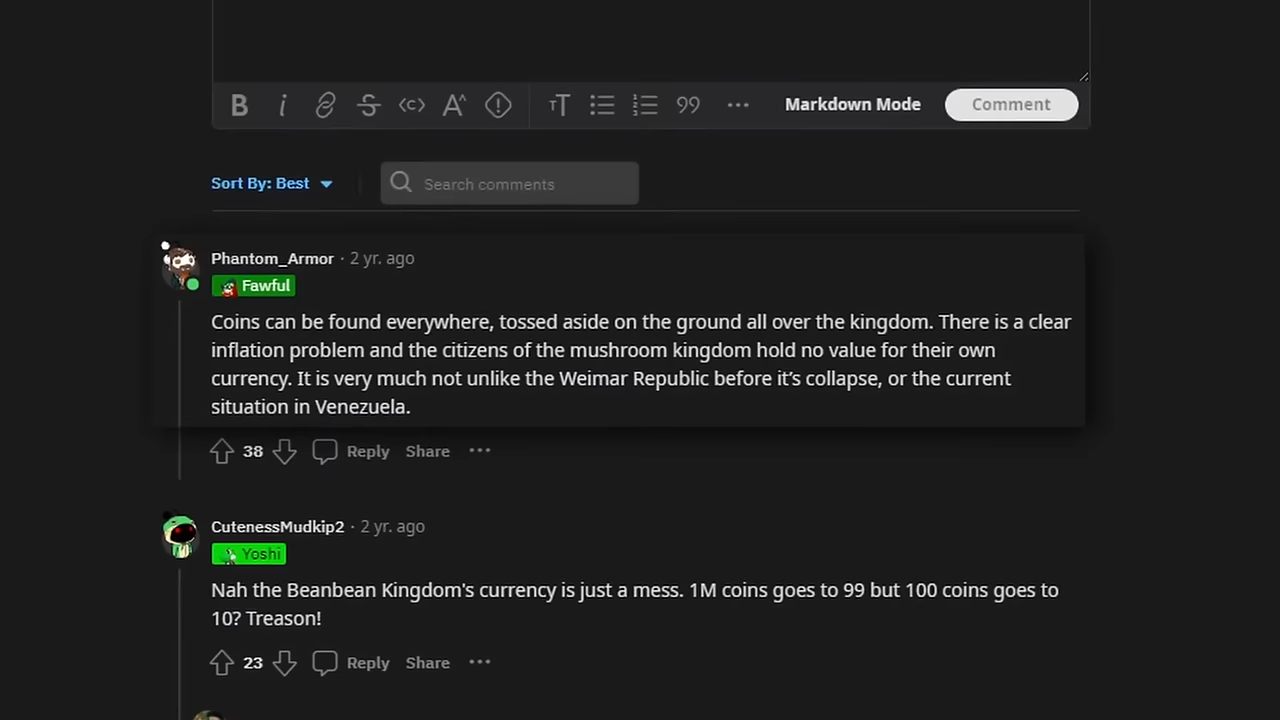 B i <c> A^ TT 99 ... Markdown Mode Comment
Sort By: Best Search comments
Phantom_Armor · 2 yr. ago
Fawful
Coins can be found everywhere, tossed aside on the ground all over the kingdom. There is a clear
inflation problem and the citizens of the mushroom kingdom hold no value for their own
currency. It is very much not unlike the Weimar Republic before it’s collapse, or the current
situation in Venezuela.
38 Reply Share ...
CutenessMudkip2 · 2 yr. ago
Yoshi
Nah the Beanbean Kingdom's currency is just a mess. 1M coins goes to 99 but 100 coins goes to
10? Treason!
23 Reply Share ...